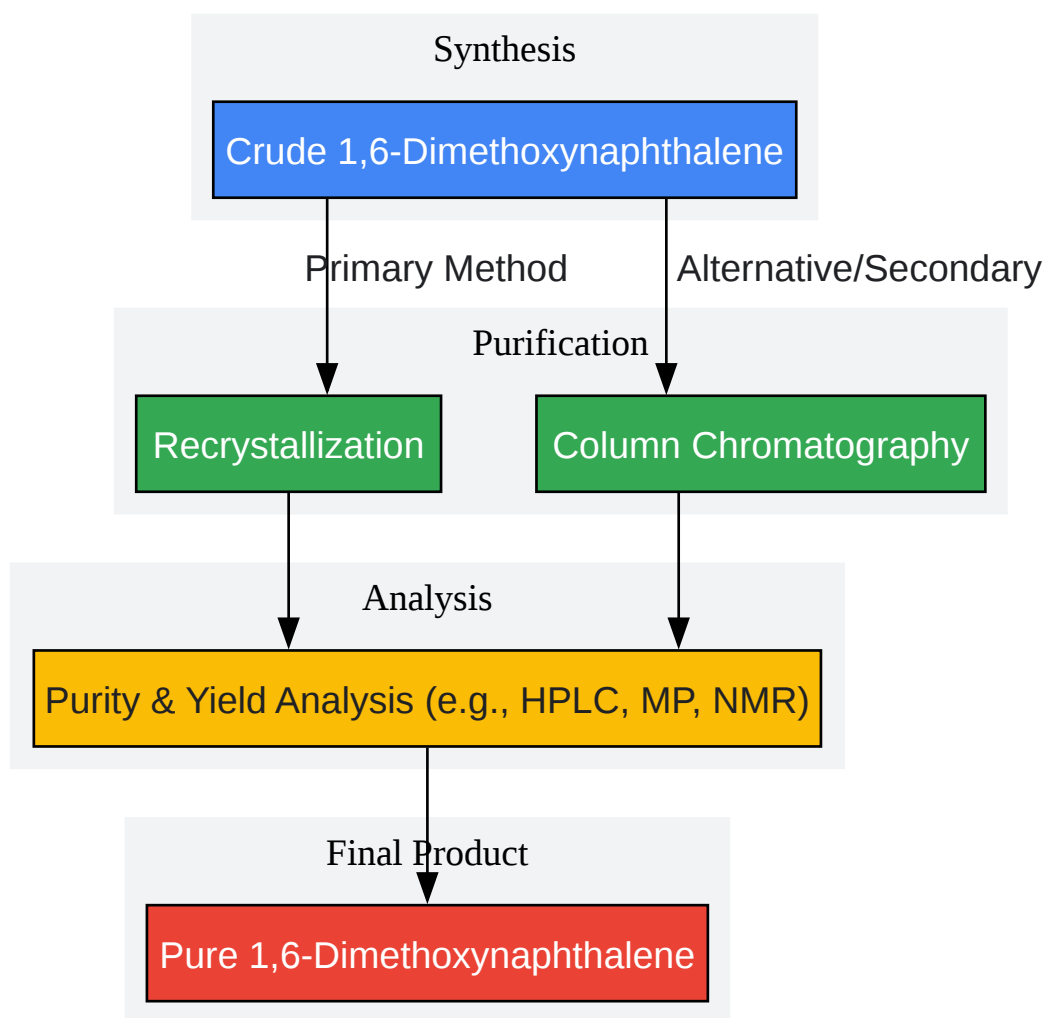 Synthesis
Crude 1,6-Dimethoxynaphthalene
Primary Method
Alternative/Secondary
Purification
Recrystallization
Column Chromatography
Analysis
Purity & Yield Analysis (e.g., HPLC, MP, NMR)
Final Product
Pure 1,6-Dimethoxynaphthalene